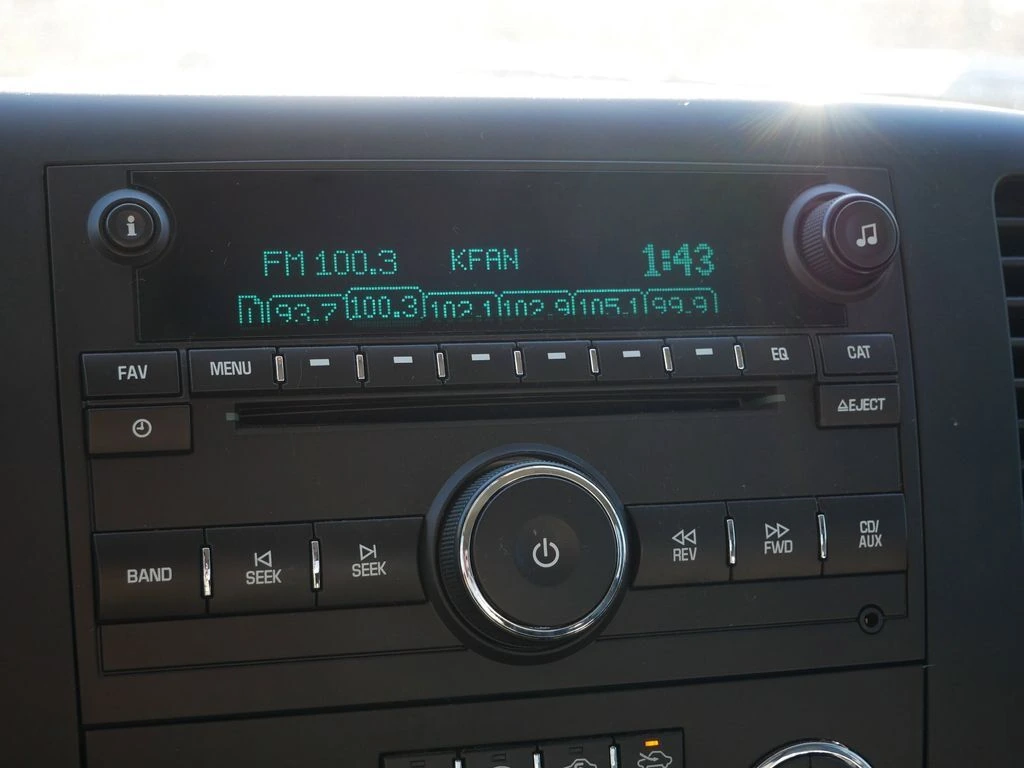 FM 100.3 KFAN 1:43
93.7 100.3 102.1 102.9 105.1 99.9
FAV MENU EQ CAT
EJECT
BAND SEEK SEEK REV FWD CD/
AUX